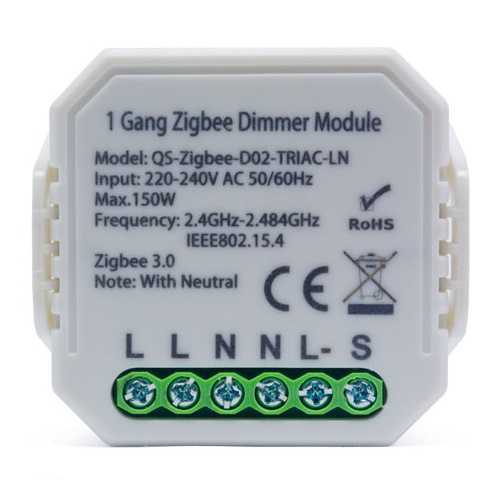 1 Gang Zigbee Dimmer Module
Model: QS-Zigbee-D02-TRIAC-LN
Input: 220-240V AC 50/60Hz
Max.150W
Frequency: 2.4GHz-2.484GHz
IEEE802.15.4
RoHS
Zigbee 3.0
Note: With Neutral
CE
L L N N L- S